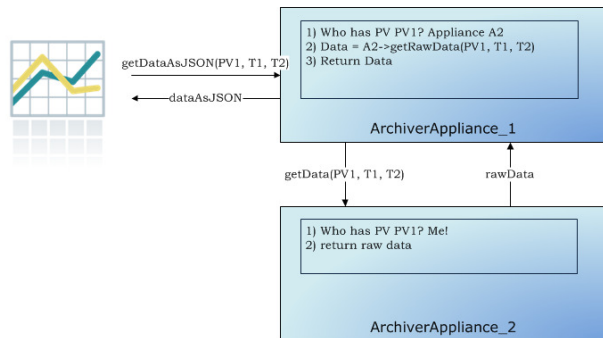 1) Who has PV PV1? Appliance A2
2) Data = A2->getRawData(PV1, T1, T2)
3) Return Data
getDataAsJSON(PV1, T1, T2)
dataAsJSON
ArchiverAppliance_1
getData(PV1, T1, T2)
rawData
1) Who has PV PV1? Me!
2) return raw data
ArchiverAppliance_2